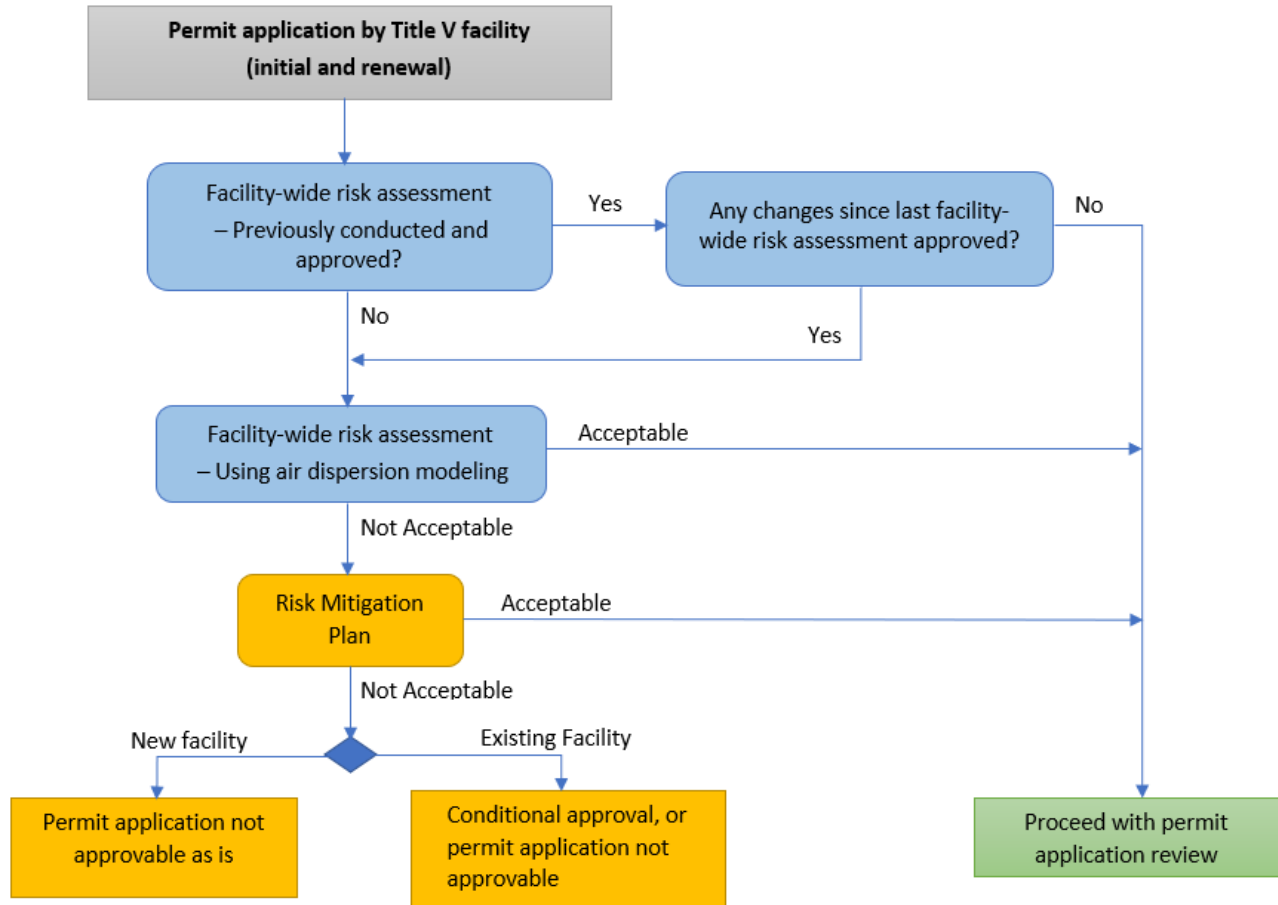 Permit application by Title V facility
(initial and renewal)
Facility-wide risk assessment
– Previously conducted and
approved?
Yes
Any changes since last facility-
wide risk assessment approved?
No
No
Yes
Facility-wide risk assessment
– Using air dispersion modeling
Acceptable
Not Acceptable
Risk Mitigation
Plan
Acceptable
Not Acceptable
New facility
Existing Facility
Permit application not
approvable as is
Conditional approval, or
permit application not
approvable
Proceed with permit
application review